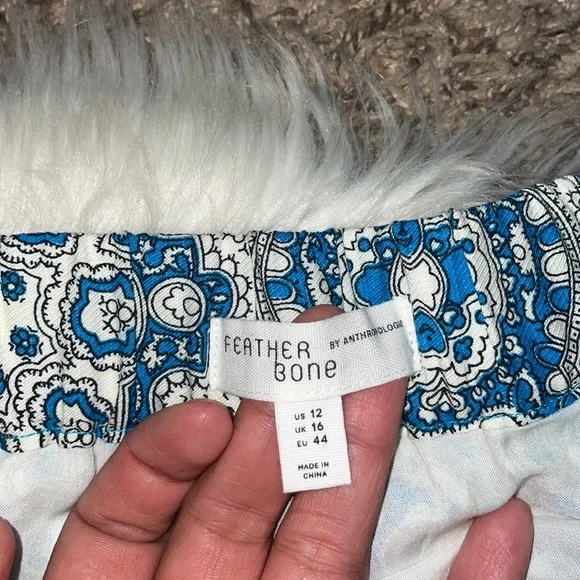 FEATHER BY ANTHROPOLOGIE
Bone
US 12
UK 16
EU 44
MADE IN
CHINA